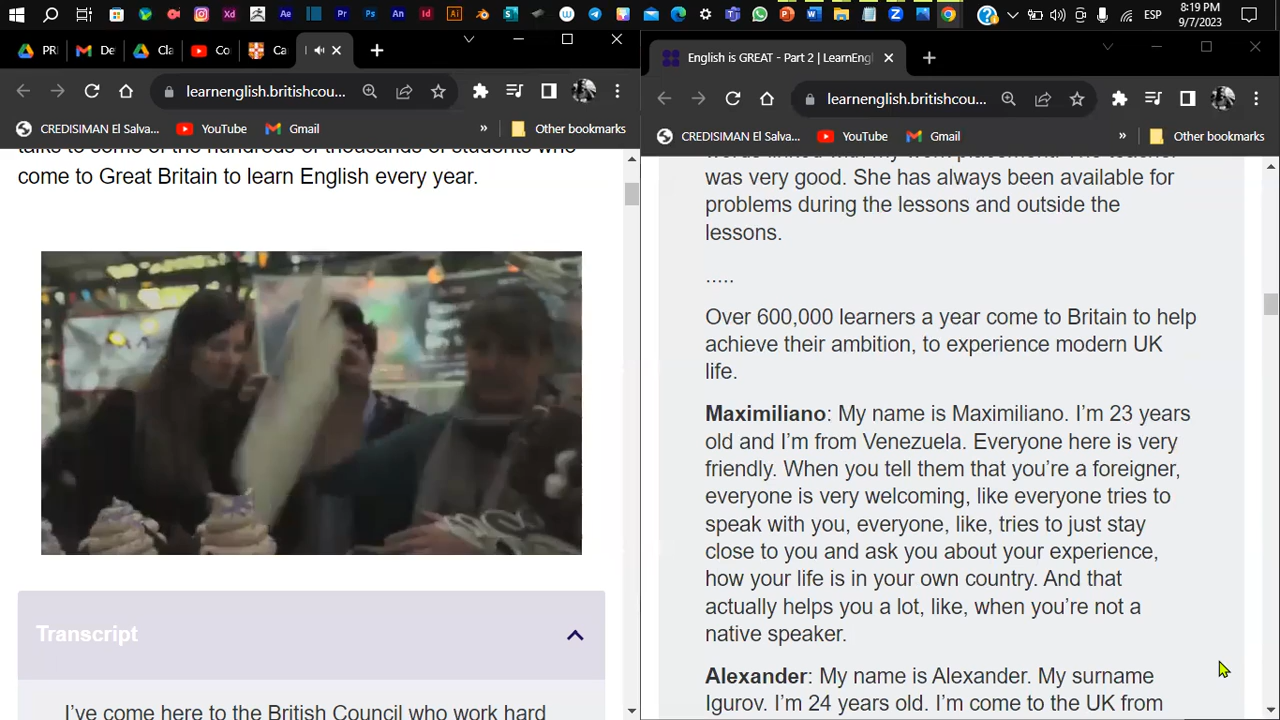 8:19 PM
ESP
9/7/2023
PR
De
Cla
Co
Ca
English is GREAT - Part 2 | LearnEngl
learnenglish.britishcou...
learnenglish.britishcou...
CREDISIMAN El Salva...
YouTube
Gmail
»
Other bookmarks
CREDISIMAN El Salva...
YouTube
Gmail
»
Other bookmarks
come to Great Britain to learn English every year.
Transcript
I've come here to the British Council who work hard
was very good. She has always been available for
problems during the lessons and outside the
lessons.
.....
Over 600,000 learners a year come to Britain to help
achieve their ambition, to experience modern UK
life.
Maximiliano: My name is Maximiliano. I'm 23 years
old and I'm from Venezuela. Everyone here is very
friendly. When you tell them that you're a foreigner,
everyone is very welcoming, like everyone tries to
speak with you, everyone, like, tries to just stay
close to you and ask you about your experience,
how your life is in your own country. And that
actually helps you a lot, like, when you're not a
native speaker.
Alexander: My name is Alexander. My surname
Igurov. I'm 24 years old. I'm come to the UK from